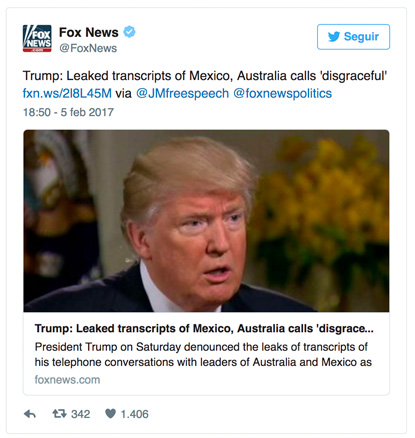 FOX
NEWS
Fox News
@FoxNews
Seguir
Trump: Leaked transcripts of Mexico, Australia calls 'disgraceful'
fxn.ws/2l8L45M via @JMfreespeech @foxnewspolitics
18:50 - 5 feb 2017
Trump: Leaked transcripts of Mexico, Australia calls 'disgrace...
President Trump on Saturday denounced the leaks of transcripts of
his telephone conversations with leaders of Australia and Mexico as
foxnews.com
342 1.406